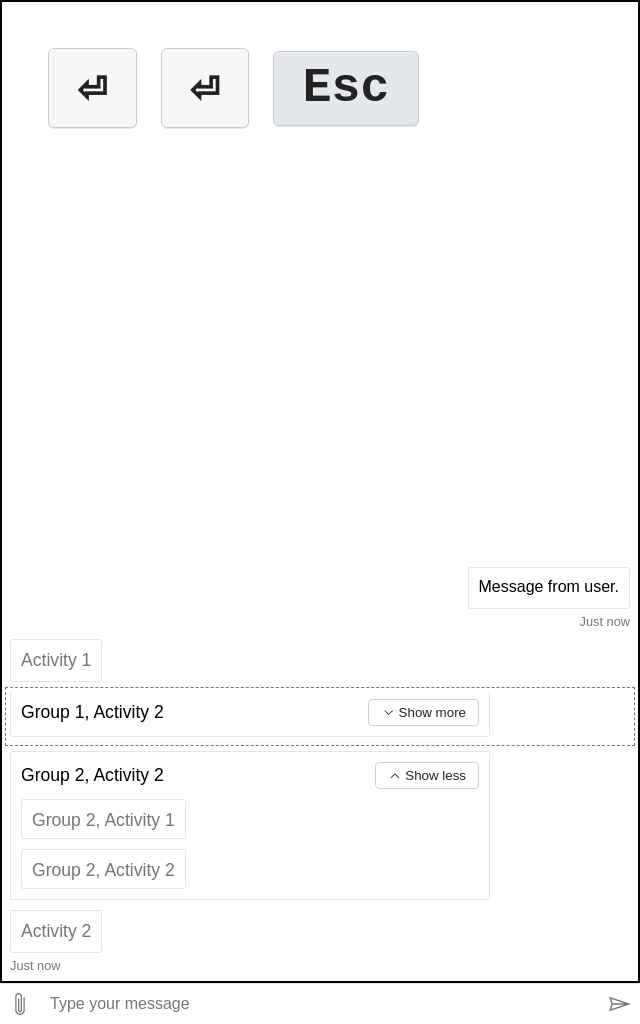 ⏎ ⏎ Esc
Message from user.
Just now
Activity 1
Group 1, Activity 2 Show more
Group 2, Activity 2 Show less
Group 2, Activity 1
Group 2, Activity 2
Activity 2
Just now
Type your message